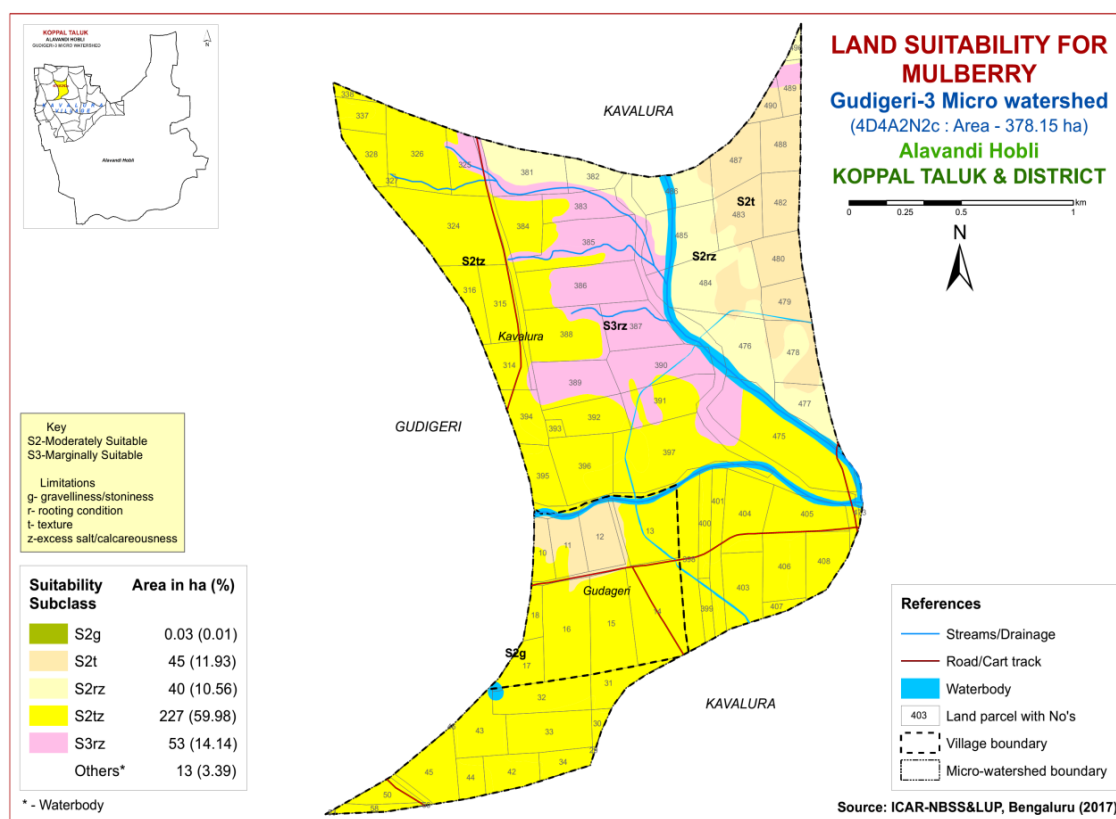 KOPPAL TALUK
ALAVANDI HOBLI
GUDIGERI-3 MICRO WATERSHED
N
KAVALURA
VILLAGE
Alavandi Hobli
LAND SUITABILITY FOR
MULBERRY
Gudigeri-3 Micro watershed
(4D4A2N2c : Area - 378.15 ha)
Alavandi Hobli
KOPPAL TALUK & DISTRICT
km
0 0.25 0.5 1
N
KAVALURA
338
337
328
326
325
327
381
382
383
324
384
385
S2tz
316
315
386
S3rz
387
Kavalura
388
314
390
389
391
394
392
393
395
396
397
489
490
488
487
S2t
482
483
485
S2rz
480
484
479
476
478
477
475
GUDIGERI
401
404
405
400
13
12
11
10
398
406
408
403
407
399
Gudageri
18
16
15
14
17
S2g
31
32
30
33
43
34
42
44
45
50
58
KAVALURA
Key
S2-Moderately Suitable
S3-Marginally Suitable
Limitations
g- gravelliness/stoniness
r- rooting condition
t- texture
z-excess salt/calcareousness
Suitability Subclass Area in ha (%)
S2g 0.03 (0.01)
S2t 45 (11.93)
S2rz 40 (10.56)
S2tz 227 (59.98)
S3rz 53 (14.14)
Others* 13 (3.39)
* - Waterbody
References
Streams/Drainage
Road/Cart track
Waterbody
403 Land parcel with No's
Village boundary
Micro-watershed boundary
Source: ICAR-NBSS&LUP, Bengaluru (2017)